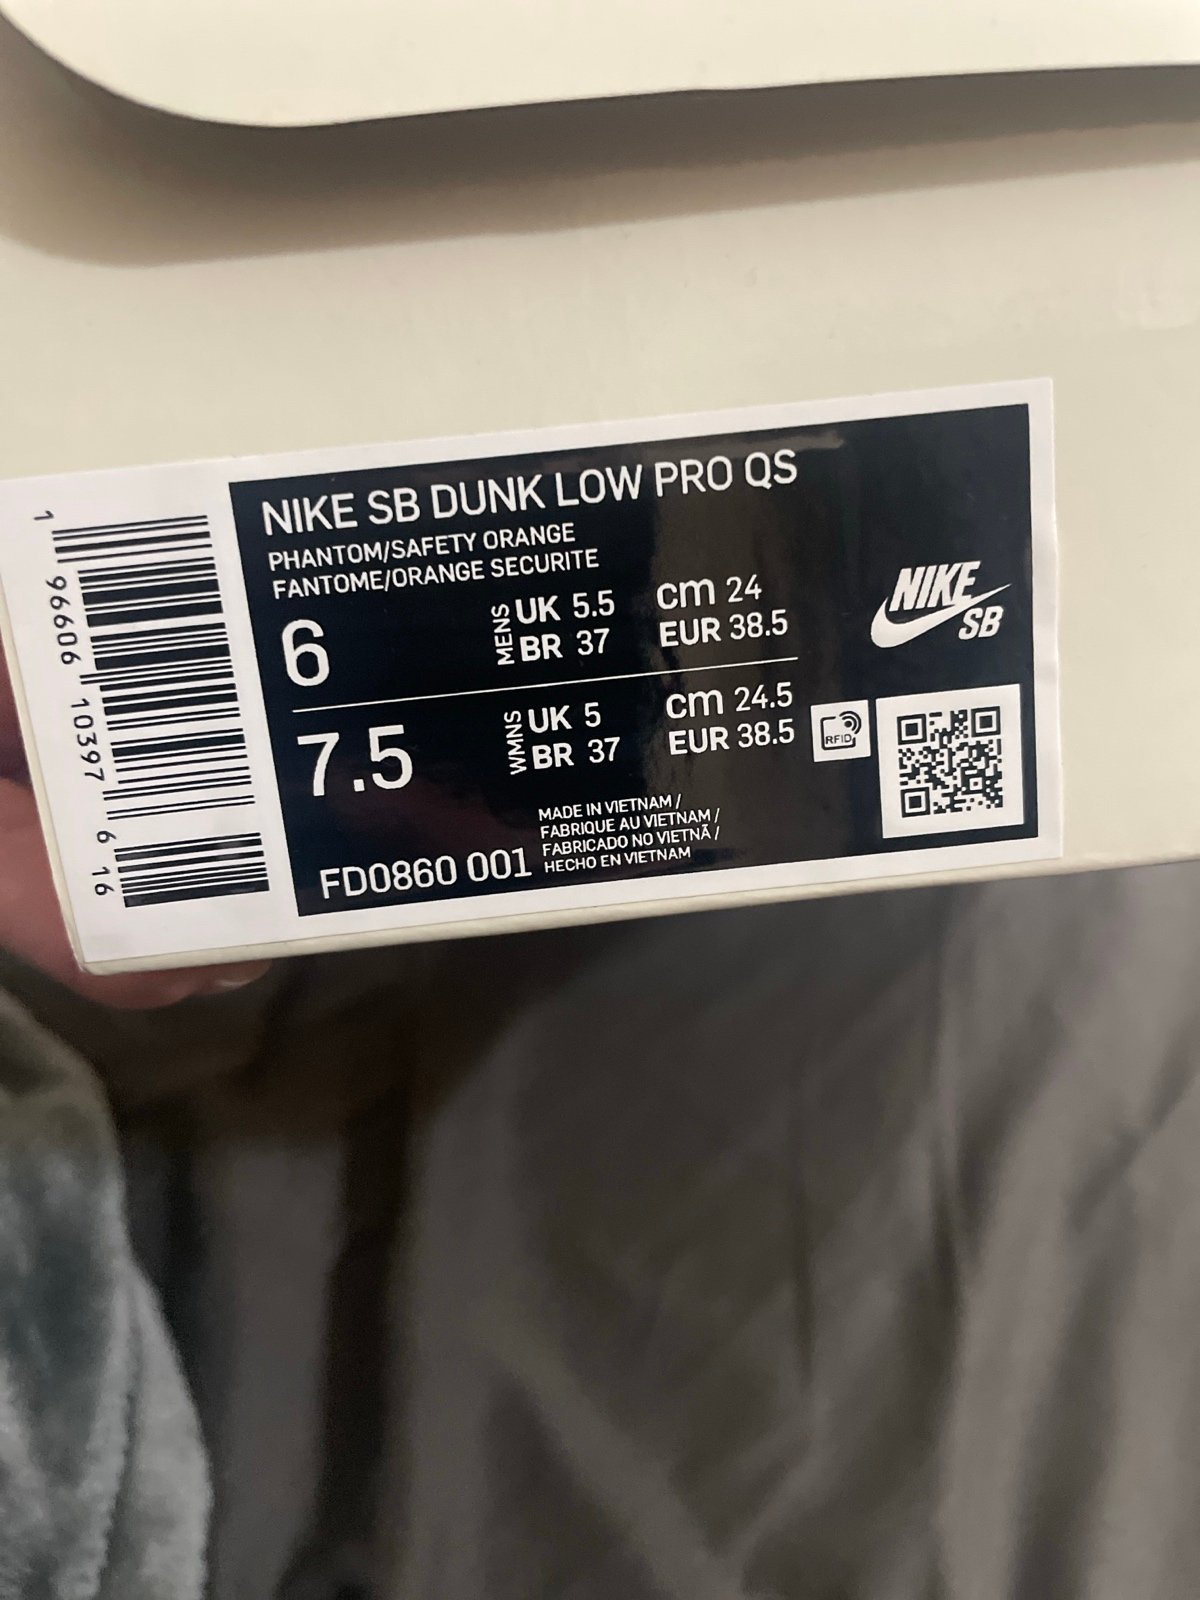 1 96606 10397 6 16
NIKE SB DUNK LOW PRO QS
PHANTOM/SAFETY ORANGE
FANTOME/ORANGE SECURITE
6
MENS
UK 5.5
BR 37
cm 24
EUR 38.5
7.5
WMNS
UK 5
BR 37
cm 24.5
EUR 38.5
NIKE
SB
RFID
FD0860 001
MADE IN VIETNAM /
FABRIQUE AU VIETNAM /
FABRICADO NO VIETNÃ /
HECHO EN VIETNAM